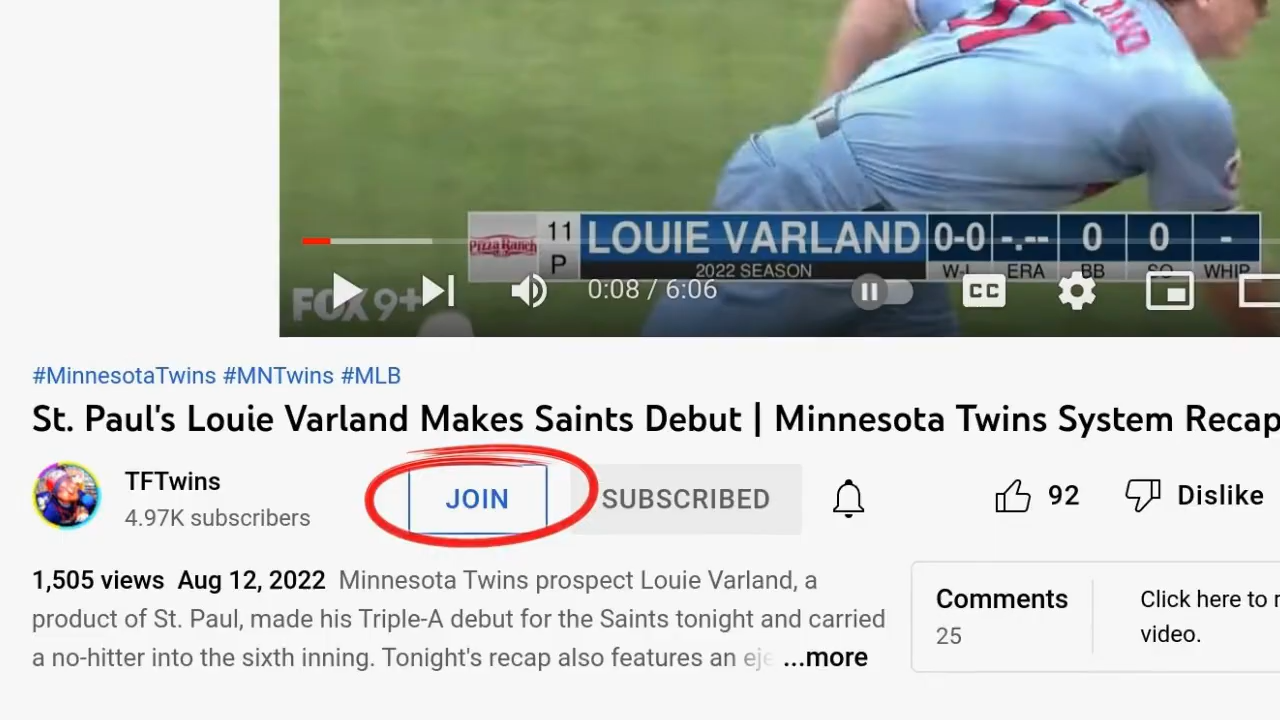 LAND
Pizza Ranch
11
P
LOUIE VARLAND
2022 SEASON
0-0
W-L
-.--
ERA
0
BB
0
SO
-
WHIP
FOX 9+
0:08 / 6:06
CC
#MinnesotaTwins #MNTwins #MLB
St. Paul's Louie Varland Makes Saints Debut | Minnesota Twins System Recap
TFTwins
4.97K subscribers
JOIN
SUBSCRIBED
92
Dislike
1,505 views Aug 12, 2022 Minnesota Twins prospect Louie Varland, a
product of St. Paul, made his Triple-A debut for the Saints tonight and carried
a no-hitter into the sixth inning. Tonight's recap also features an eje ...more
Comments
25
Click here to r
video.